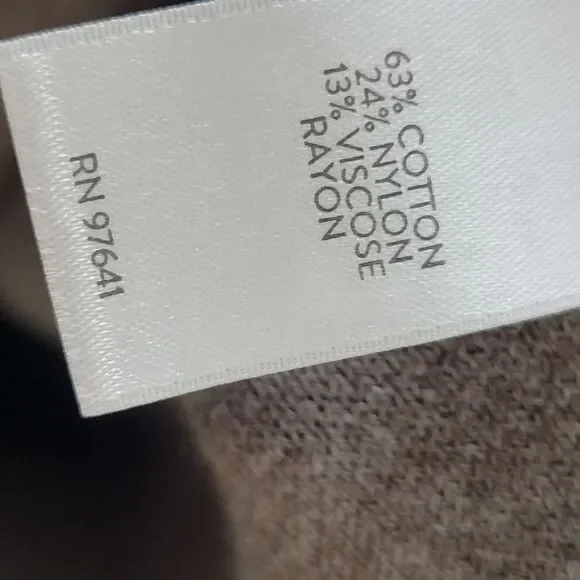 63% COTTON
24% NYLON
13% VISCOSE
RAYON
RN 97641